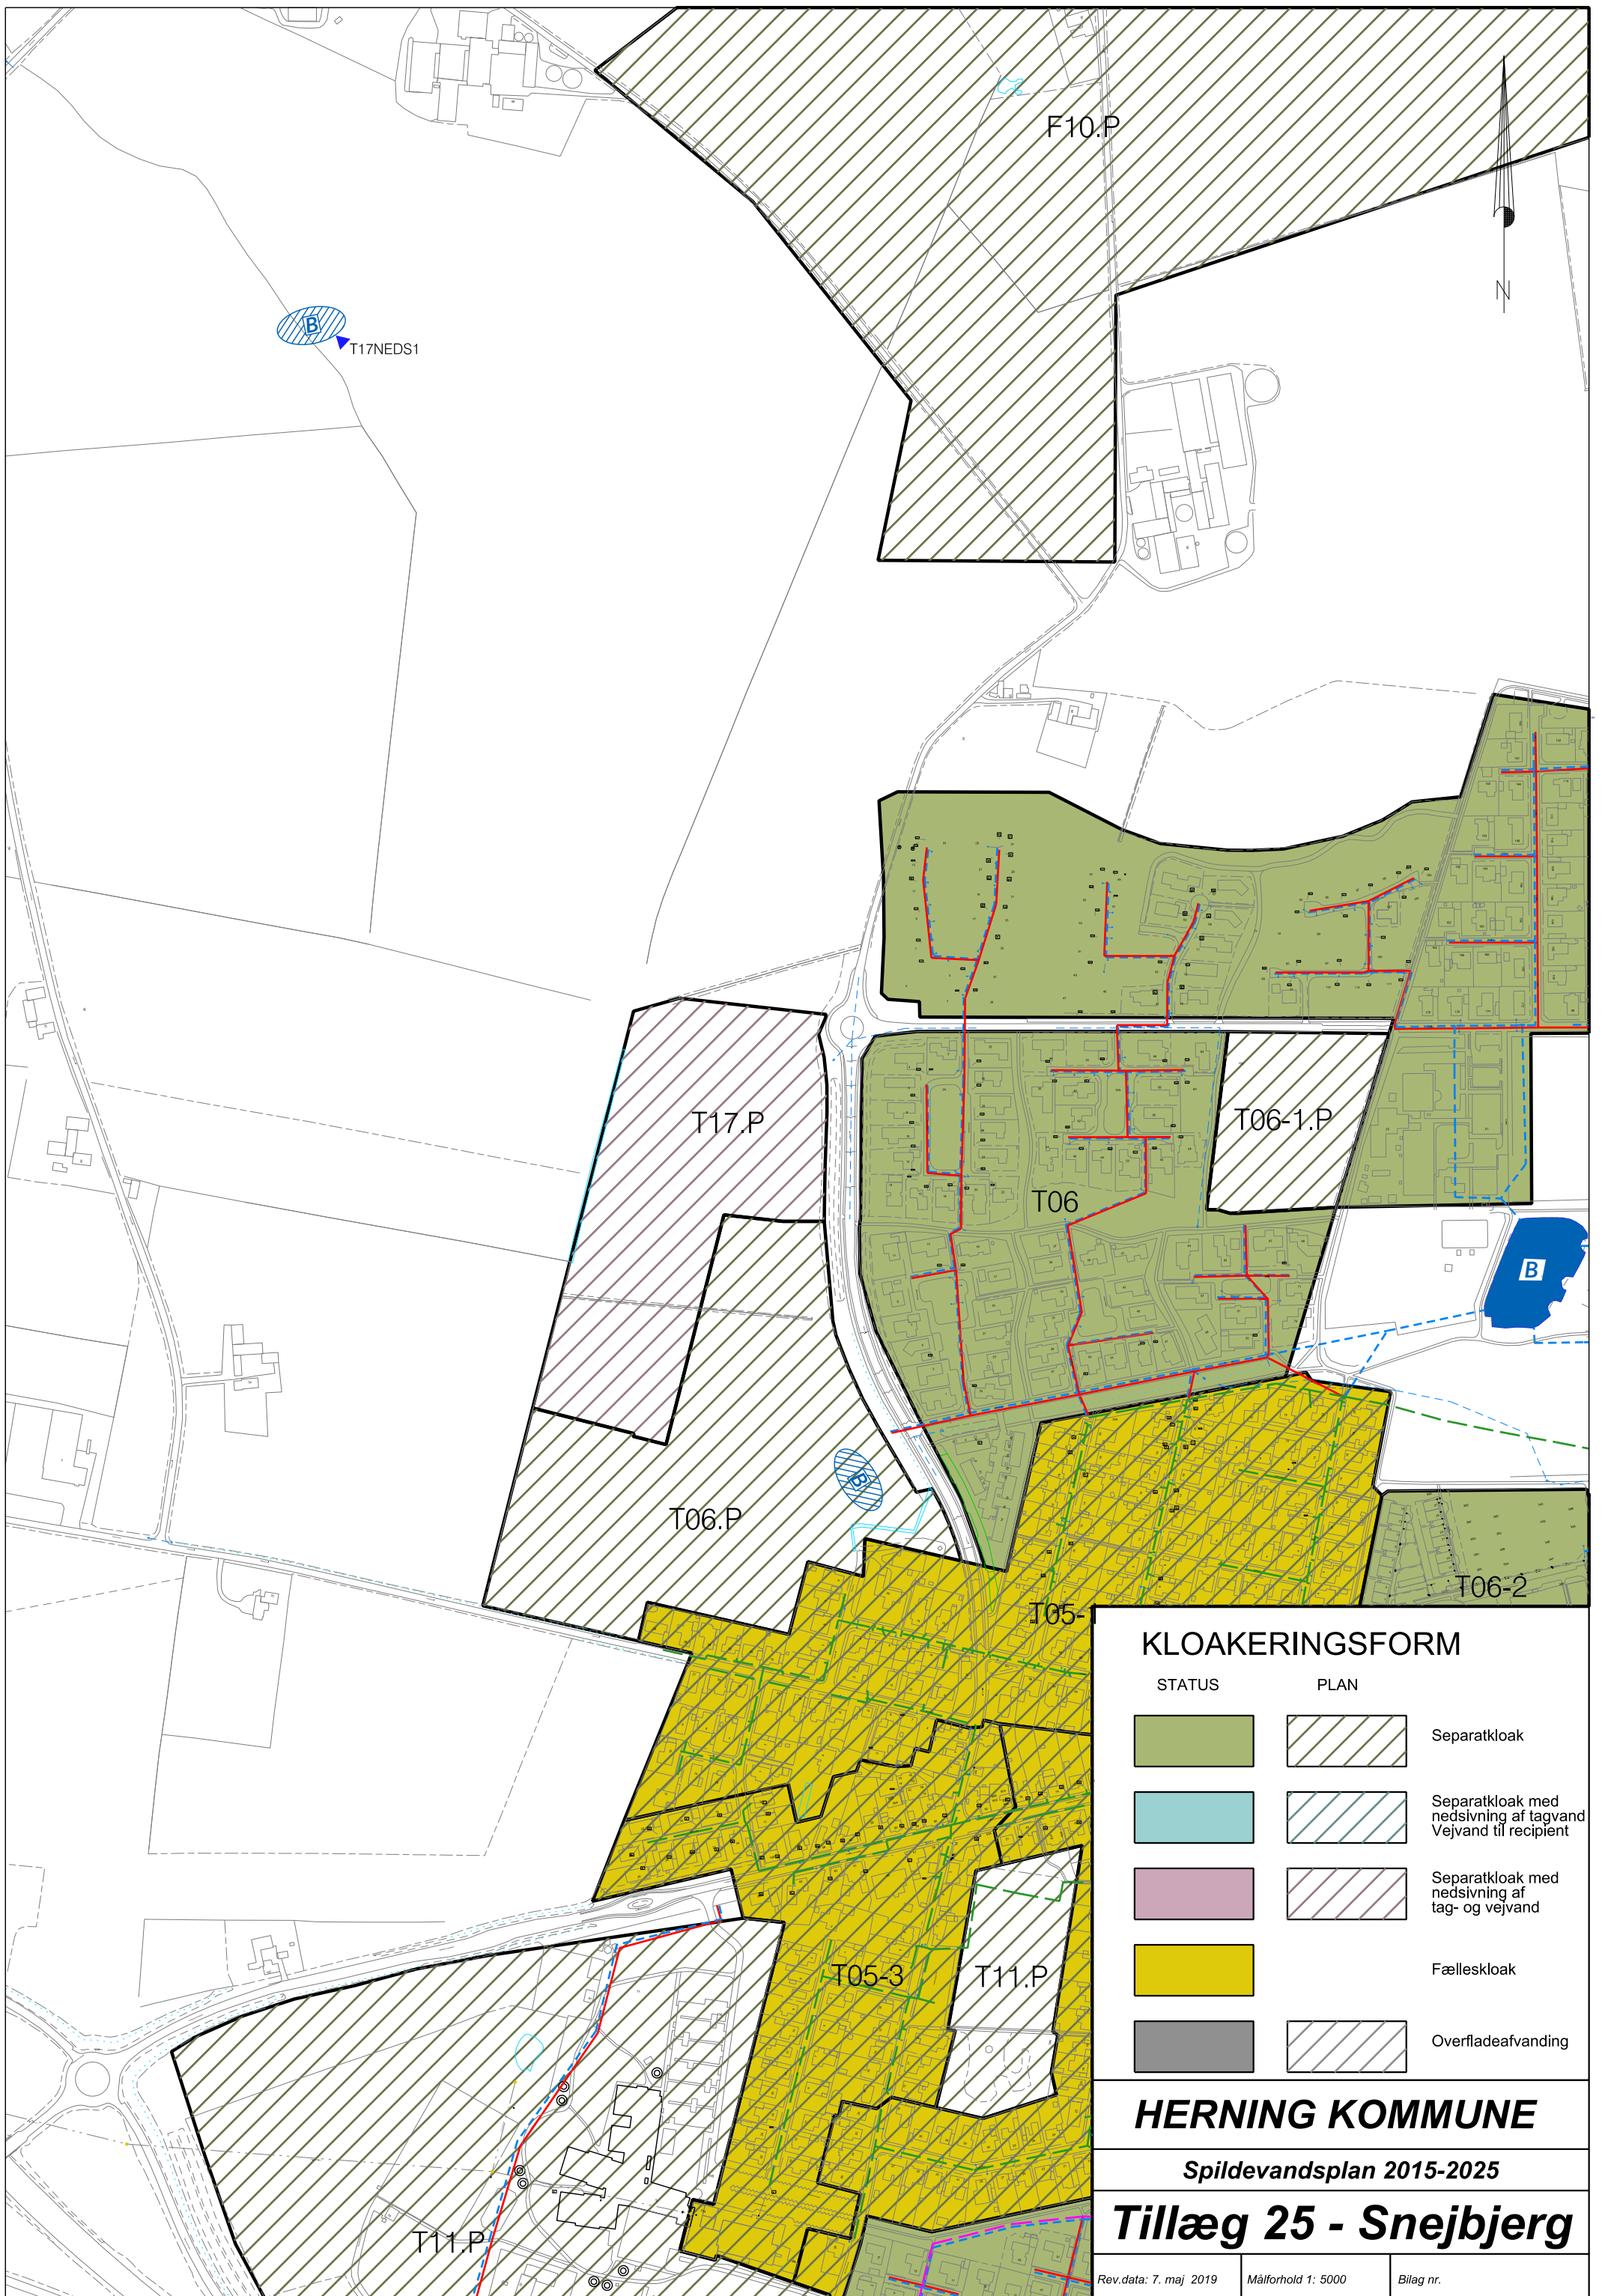 F10.P
N
B
T17NEDS1
T17.P
T06-1.P
T06
B
B
T06.P
T06-2
T05-
KLOAKERINGSFORM
STATUS PLAN
Separatkloak
Separatkloak med
nedsivning af tagvand
Vejvand til recipient
Separatkloak med
nedsivning af
tag- og vejvand
Fælleskloak
Overfladeafvanding
T05-3
T11.P
T11.P
HERNING KOMMUNE
Spildevandsplan 2015-2025
Tillæg 25 - Snejbjerg
Rev.data: 7. maj 2019 Målforhold 1: 5000 Bilag nr.